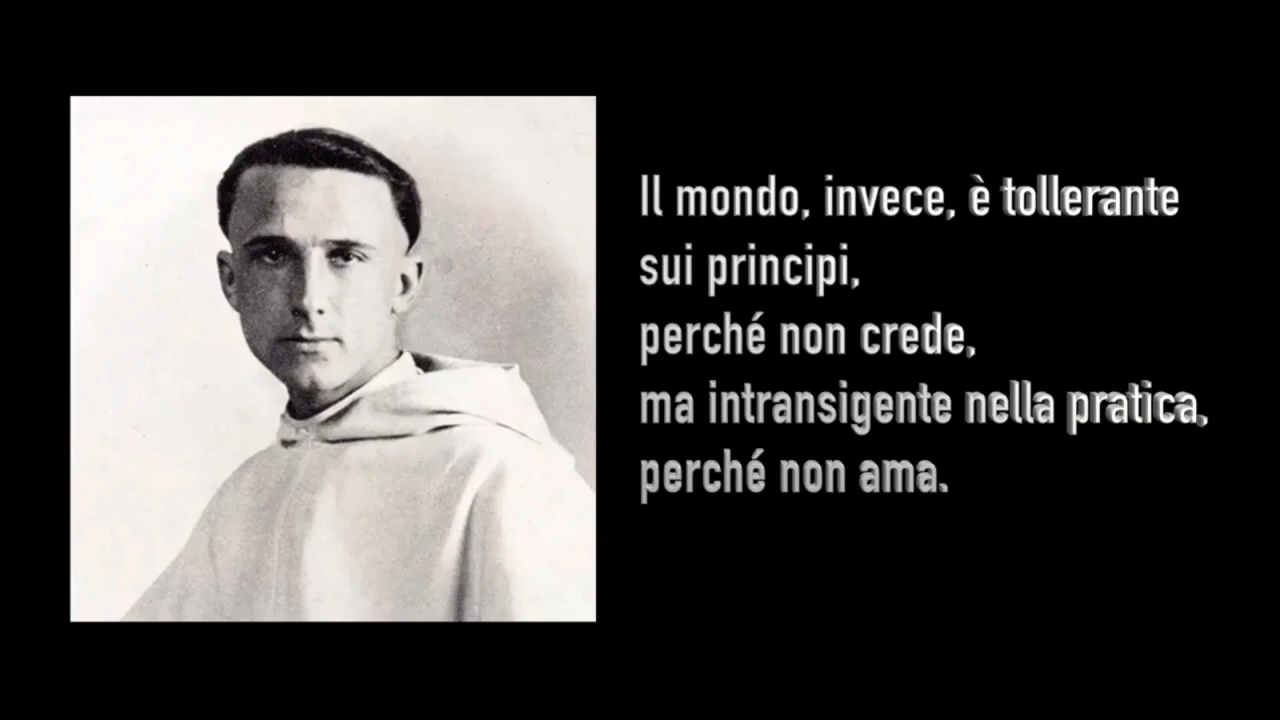 Il mondo, invece, è tollerante
sui principi,
perché non crede,
ma intransigente nella pratica,
perché non ama.